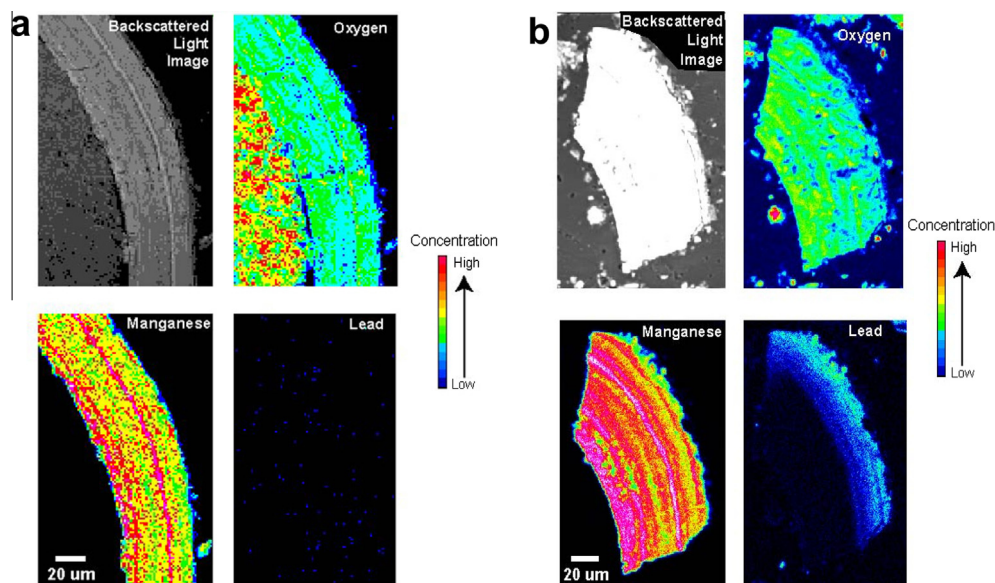 a
Backscattered
Light
Image
Oxygen
Concentration
High
Low
Manganese
20 um
Lead
b
Backscattered
Light
Image
Oxygen
Concentration
High
Low
Manganese
20 um
Lead